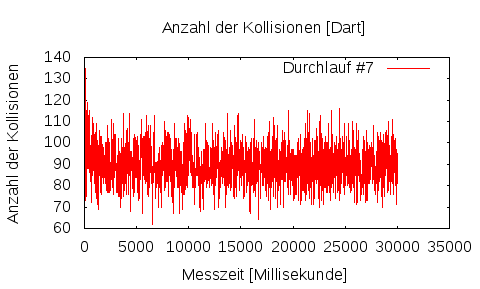 Anzahl der Kollisionen [Dart]
Durchlauf #7
Anzahl der Kollisionen
140
130
120
110
100
90
80
70
60
0 5000 10000 15000 20000 25000 30000 35000
Messzeit [Millisekunde]